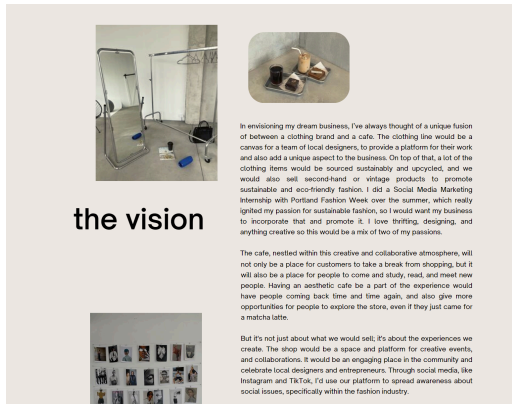 the vision
In envisioning my dream business, I've always thought of a unique fusion
of between a clothing brand and a cafe. The clothing line would be a
canvas for a team of local designers, to provide a platform for their work
and also add a unique aspect to the business. On top of that, a lot of the
clothing items would be sourced sustainably and upcycled, and we
would also sell second-hand or vintage products to promote
sustainable and eco-friendly fashion. I did a Social Media Marketing
Internship with Portland Fashion Week over the summer, which really
ignited my passion for sustainable fashion, so I would want my business
to incorporate that and promote it. I love thrifting, designing, and
anything creative so this would be a mix of two of my passions.
The cafe, nestled within this creative and collaborative atmosphere, will
not only be a place for customers to take a break from shopping, but it
will also be a place for people to come and study, read, and meet new
people. Having an aesthetic cafe be a part of the experience would
have people coming back time and time again, and also give more
opportunities for people to explore the store, even if they just came for
a matcha latte.
But it's not just about what we would sell; it's about the experiences we
create. The shop would be a space and platform for creative events,
and collaborations. It would be an engaging place in the community and
celebrate local designers and entrepreneurs. Through social media, like
Instagram and TikTok, I'd use our platform to spread awareness about
social issues, specifically within the fashion industry.